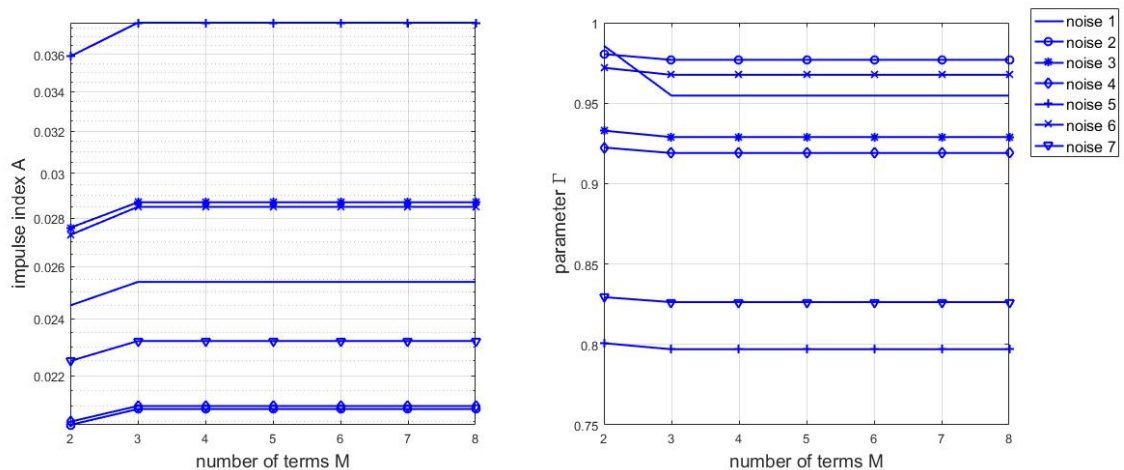 0.036
0.034
0.032
0.03
0.028
0.026
0.024
0.022
impulse index A
2 3 4 5 6 7 8
number of terms M
1
0.95
0.9
0.85
0.8
0.75
parameter Γ
2 3 4 5 6 7 8
number of terms M
noise 1
noise 2
noise 3
noise 4
noise 5
noise 6
noise 7